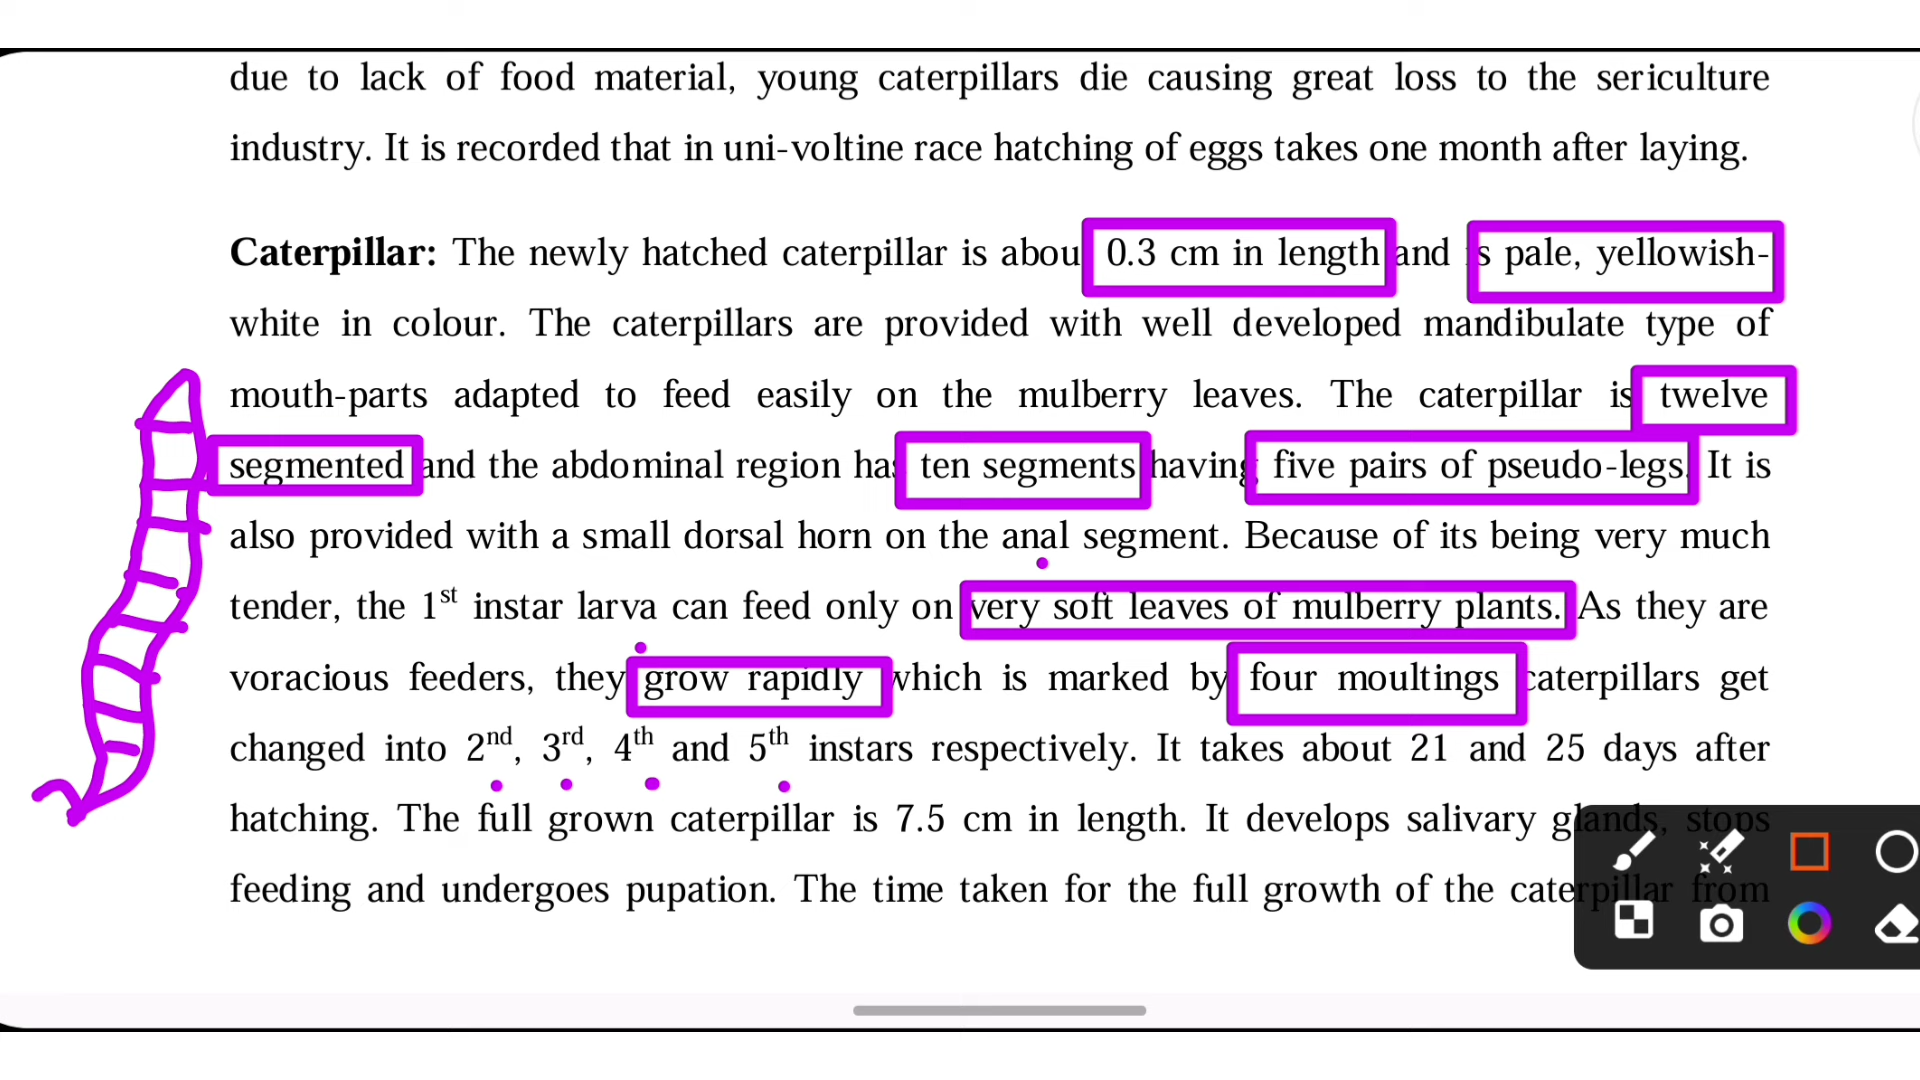 due to lack of food material, young caterpillars die causing great loss to the sericulture
industry. It is recorded that in uni-voltine race hatching of eggs takes one month after laying.
Caterpillar: The newly hatched caterpillar is abou 0.3 cm in length and is pale, yellowish-
white in colour. The caterpillars are provided with well developed mandibulate type of
mouth-parts adapted to feed easily on the mulberry leaves. The caterpillar is twelve
segmented and the abdominal region has ten segments having five pairs of pseudo-legs. It is
also provided with a small dorsal horn on the anal segment. Because of its being very much
tender, the 1st instar larva can feed only on very soft leaves of mulberry plants. As they are
voracious feeders, they grow rapidly which is marked by four moultings caterpillars get
changed into 2nd, 3rd, 4th and 5th instars respectively. It takes about 21 and 25 days after
hatching. The full grown caterpillar is 7.5 cm in length. It develops salivary glands, stops
feeding and undergoes pupation. The time taken for the full growth of the caterpillar from